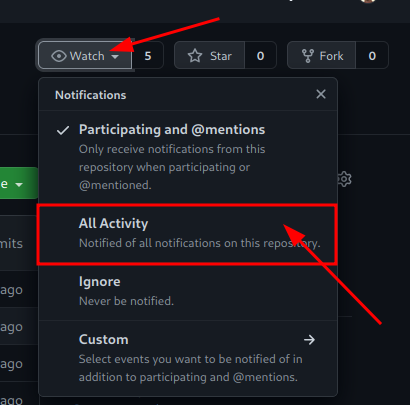 Watch 5 Star 0 Fork 0
Notifications
Participating and @mentions
Only receive notifications from this
repository when participating or
@mentioned.
All Activity
Notified of all notifications on this repository.
Ignore
Never be notified.
Custom
Select events you want to be notified of in
addition to participating and @mentions.
e
mits
ago
ago
ago
ago